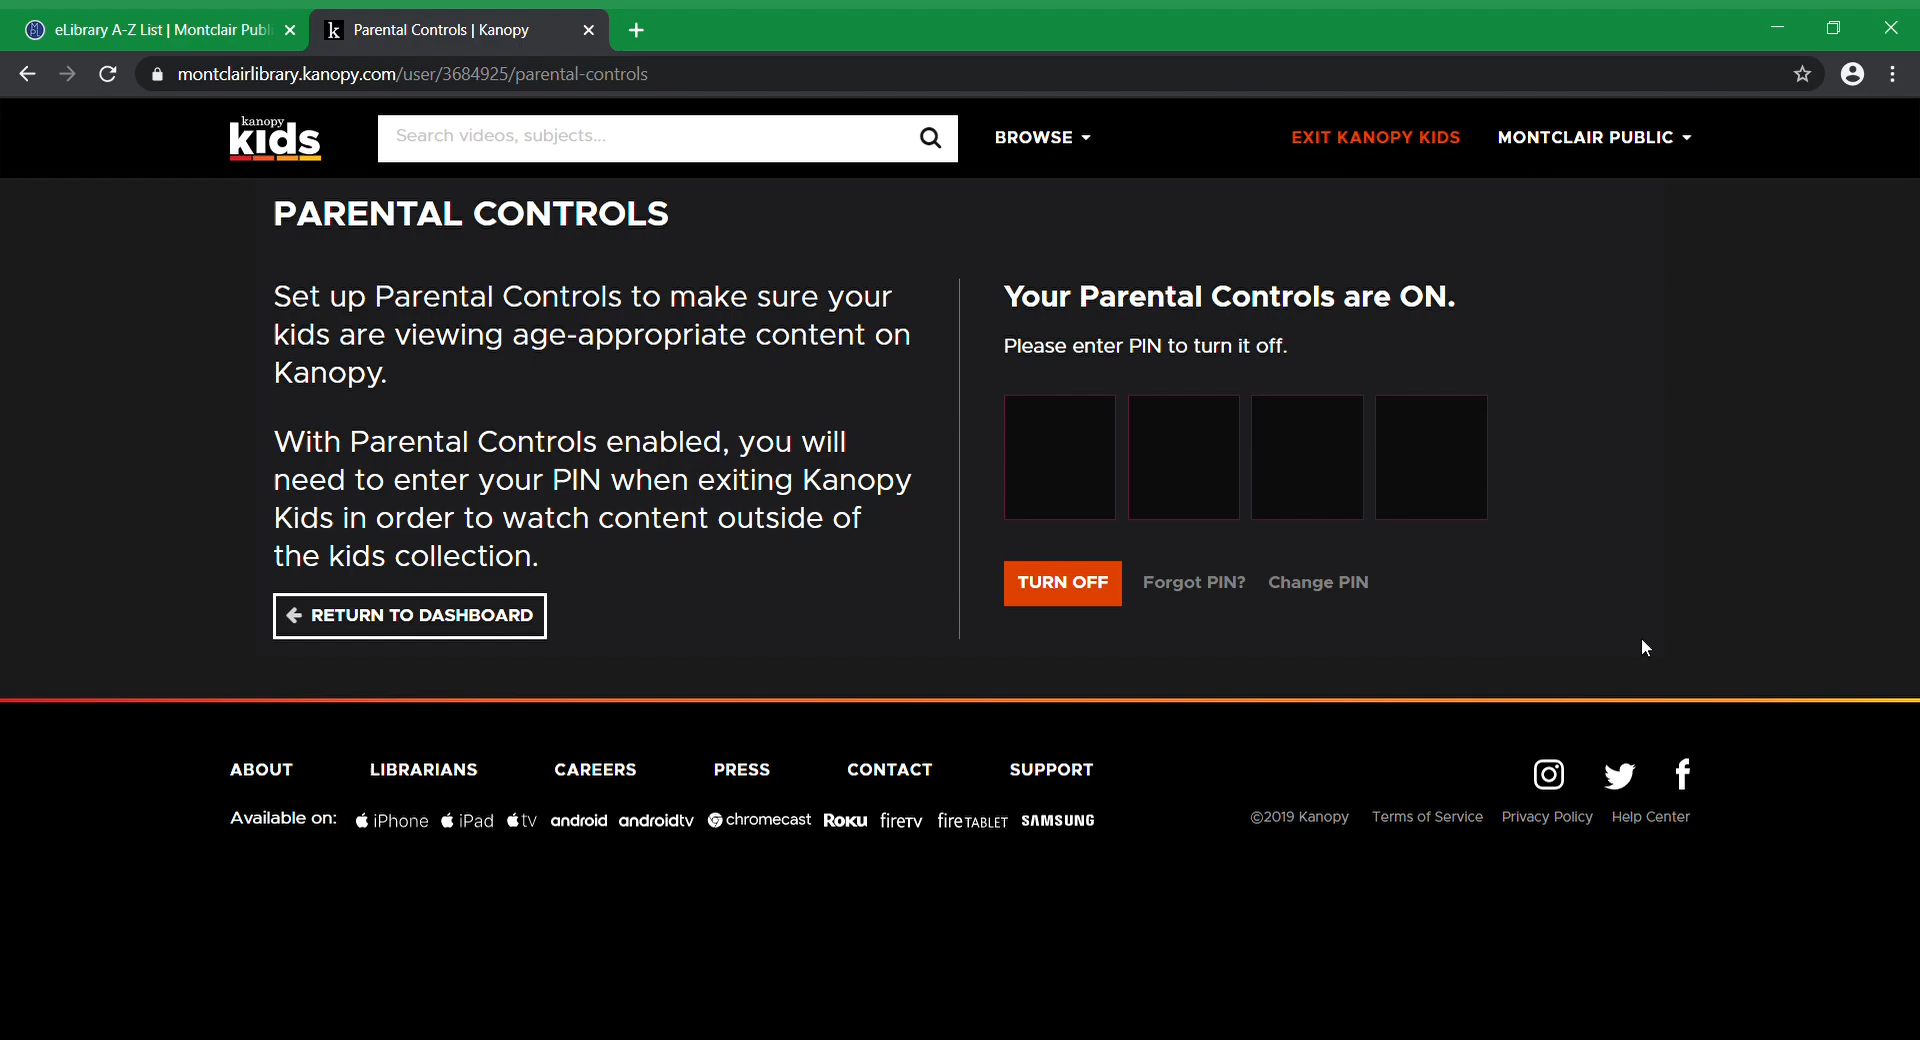 eLibrary A-Z List | Montclair Publ
Parental Controls | Kanopy
montclairlibrary.kanopy.com/user/3684925/parental-controls
kanopy
kids
Search videos, subjects...
BROWSE
EXIT KANOPY KIDS
MONTCLAIR PUBLIC
PARENTAL CONTROLS
Set up Parental Controls to make sure your
kids are viewing age-appropriate content on
Kanopy.
With Parental Controls enabled, you will
need to enter your PIN when exiting Kanopy
Kids in order to watch content outside of
the kids collection.
RETURN TO DASHBOARD
Your Parental Controls are ON.
Please enter PIN to turn it off.
TURN OFF Forgot PIN? Change PIN
ABOUT LIBRARIANS CAREERS PRESS CONTACT SUPPORT
Available on: iPhone iPad tv android androidtv chromecast ROKU firetv fireTABLET SAMSUNG
©2019 Kanopy Terms of Service Privacy Policy Help Center